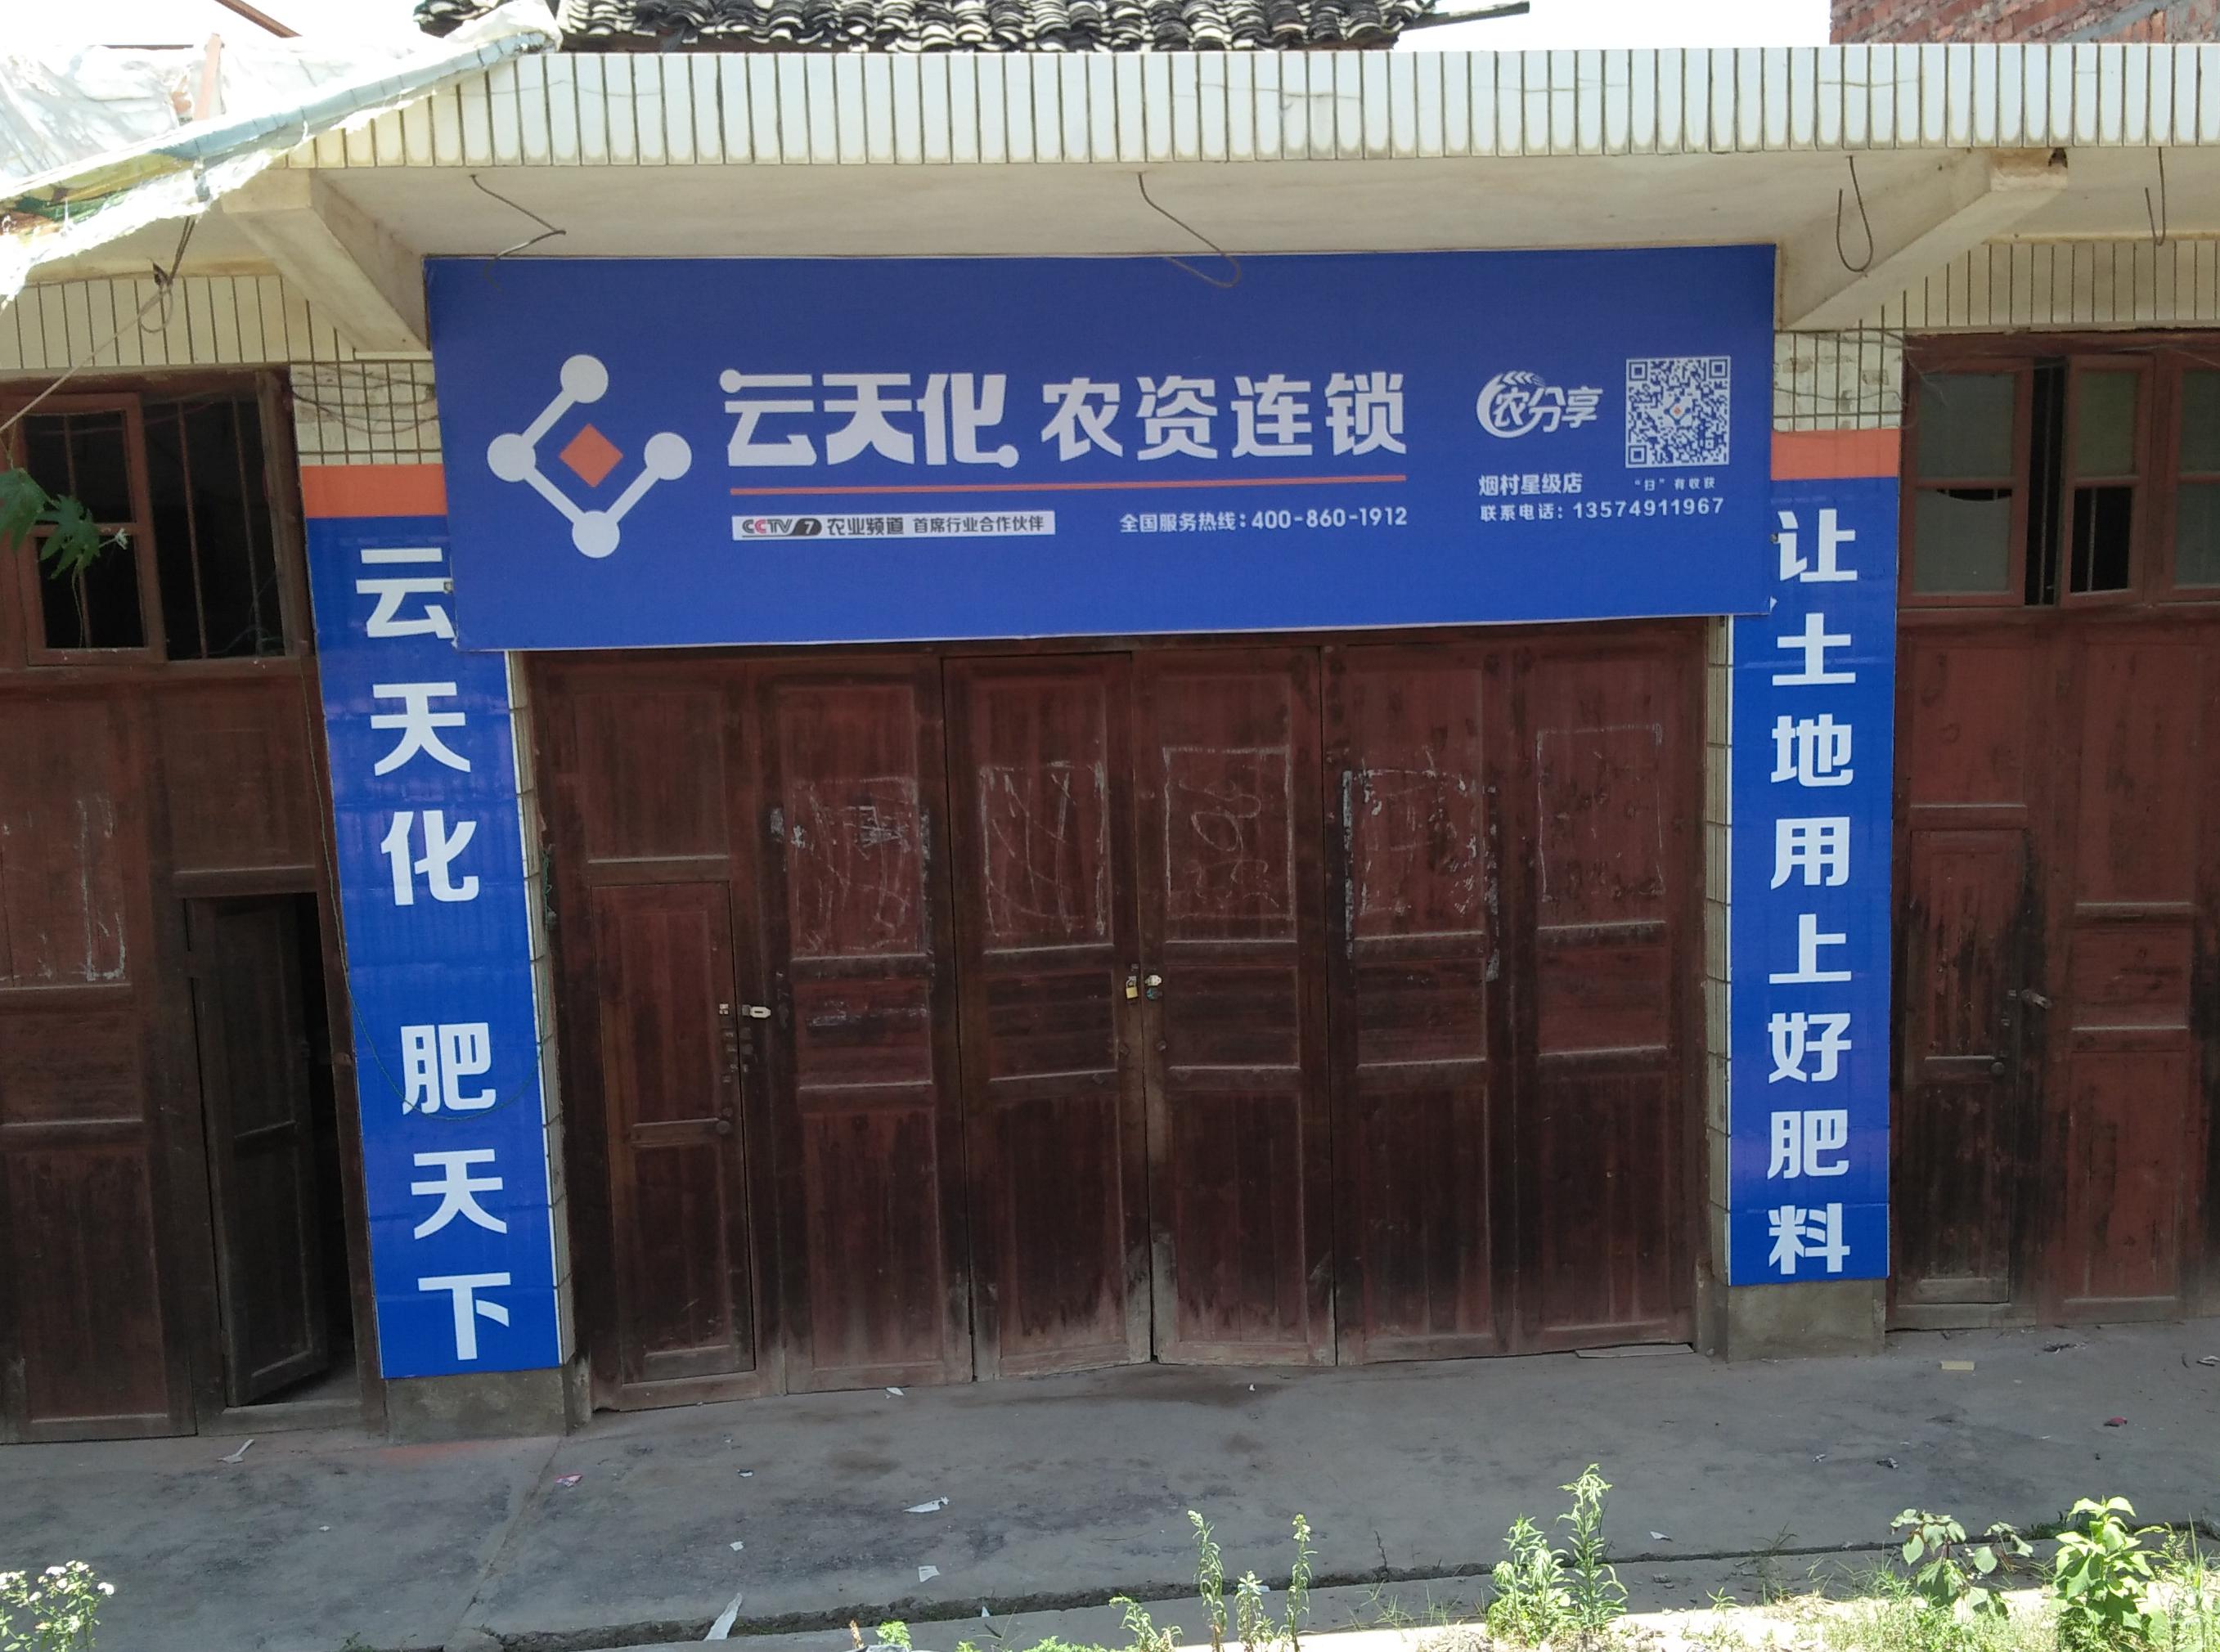 云天化 农资连锁
CCTV 7 农业频道 首席行业合作伙伴
全国服务热线：400-860-1912
农分享
"扫"有收获
烟村星级店
联系电话：13574911967
云天化 肥天下
让土地用上好肥料